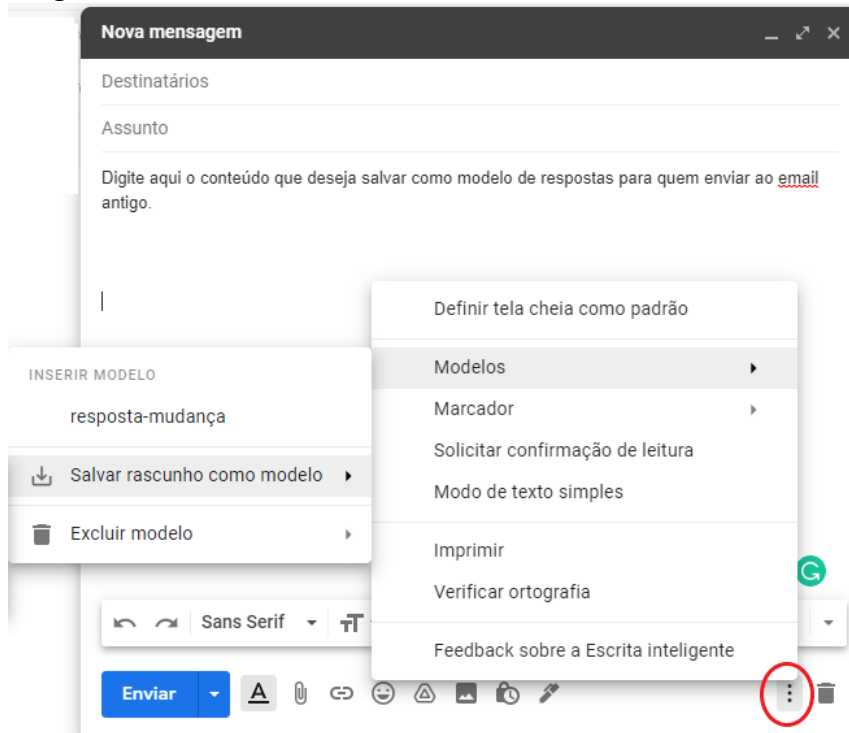 Nova mensagem
Destinatários
Assunto
Digite aqui o conteúdo que deseja salvar como modelo de respostas para quem enviar ao email
antigo.
Definir tela cheia como padrão
Modelos
Marcador
Solicitar confirmação de leitura
Modo de texto simples
Imprimir
Verificar ortografia
Feedback sobre a Escrita inteligente
INSERIR MODELO
resposta-mudança
Salvar rascunho como modelo
Excluir modelo
Sans Serif
Enviar